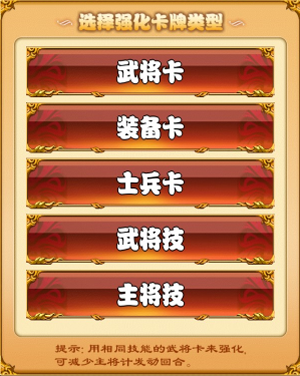 选择强化卡牌类型
武将卡
装备卡
士兵卡
武将技
主将技
提示：用相同技能的武将卡来强化，
可减少主将计发动回合。